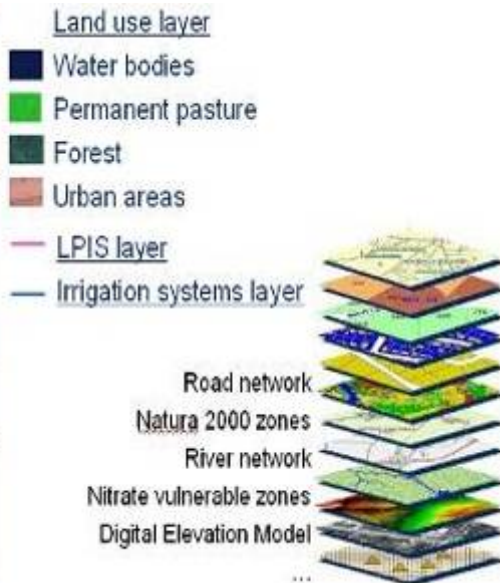 Land use layer
Water bodies
Permanent pasture
Forest
Urban areas
LPIS layer
Irrigation systems layer
Road network
Natura 2000 zones
River network
Nitrate vulnerable zones
Digital Elevation Model
...